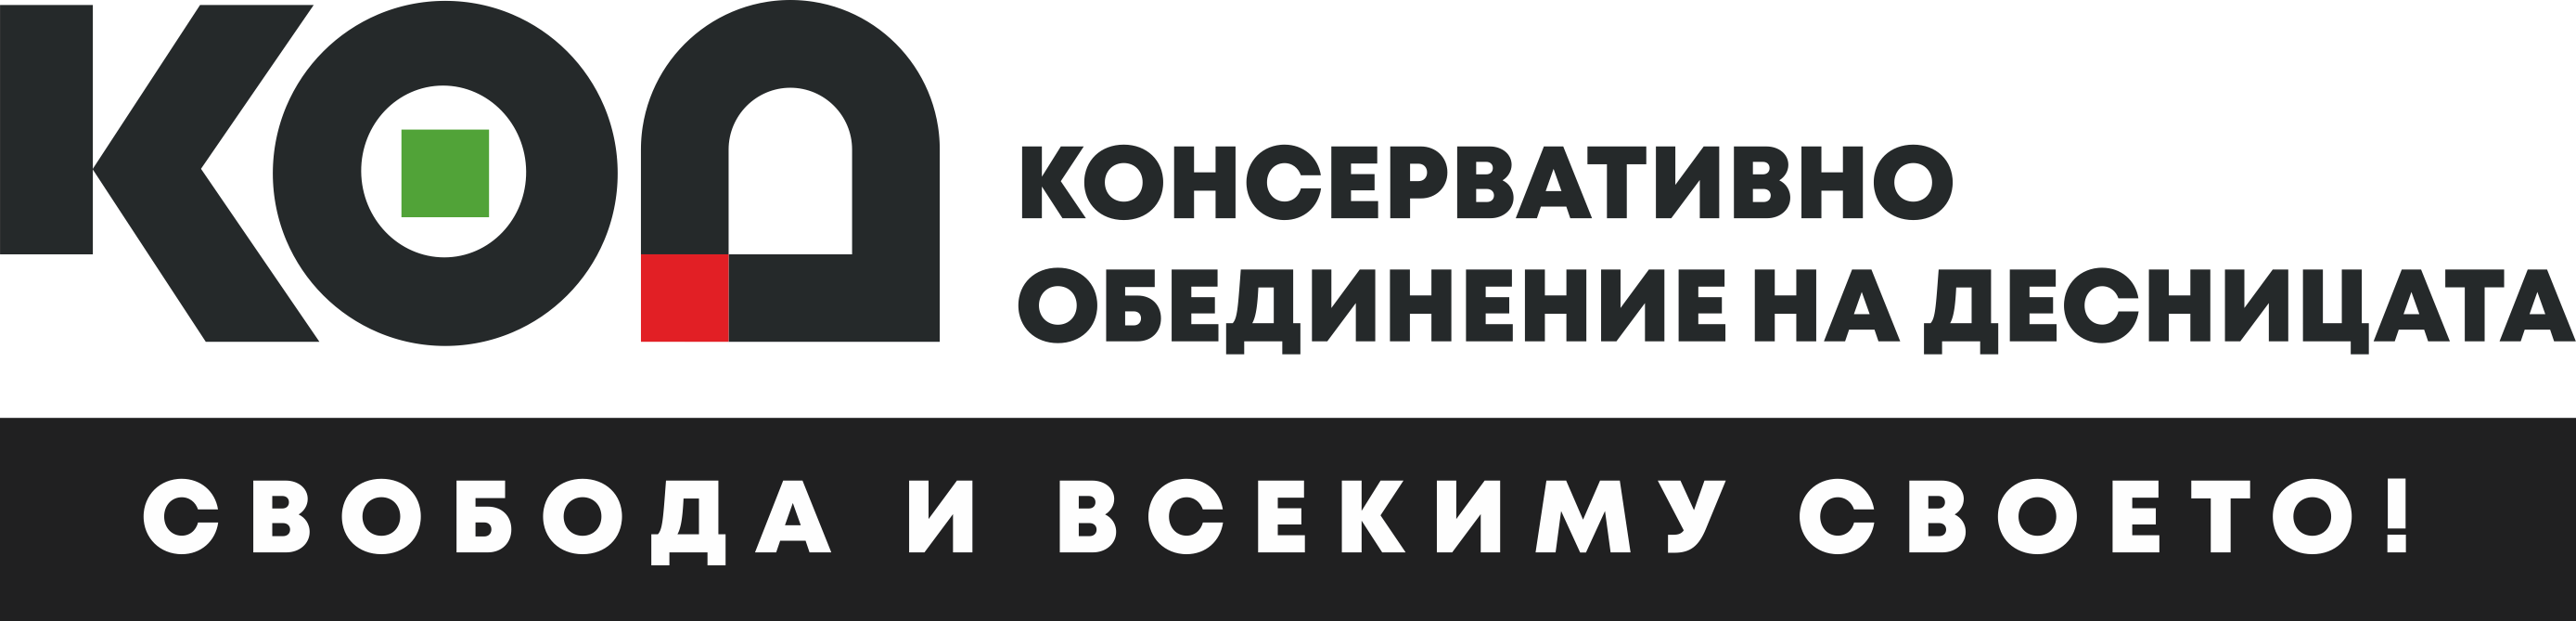 КОД
КОНСЕРВАТИВНО
ОБЕДИНЕНИЕ НА ДЕСНИЦАТА
СВОБОДА И ВСЕКИМУ СВОЕТО!